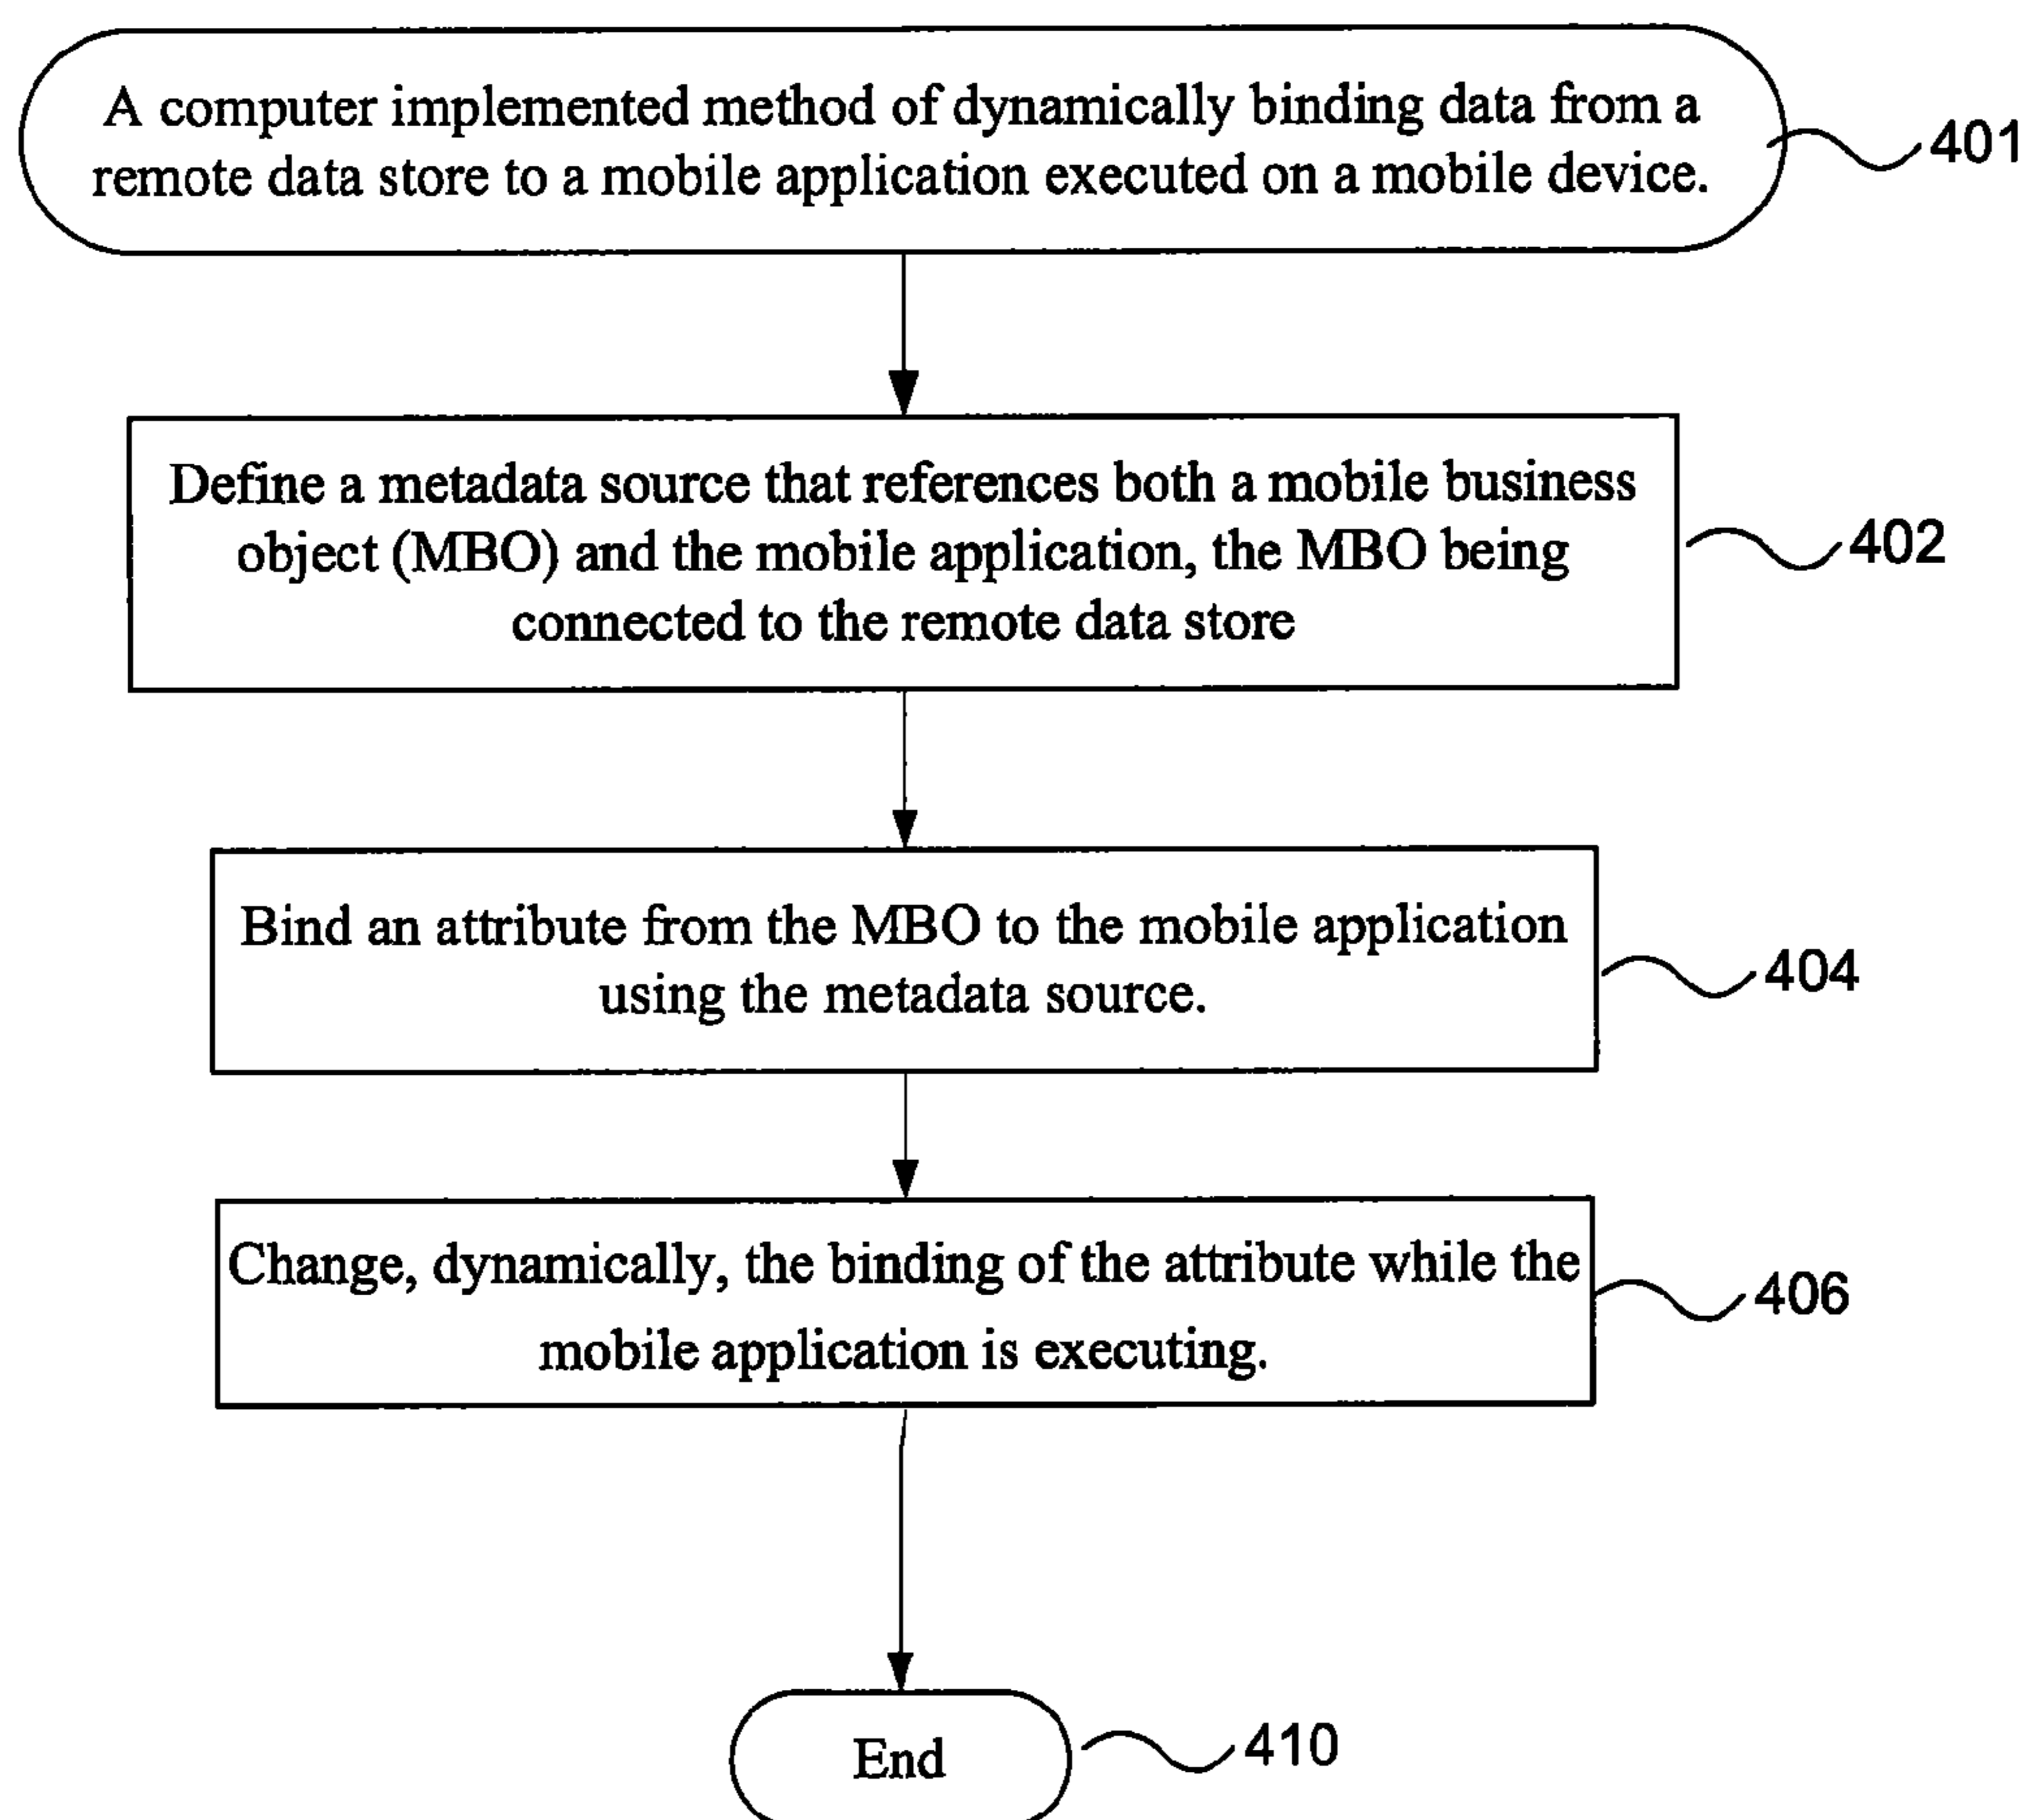 A computer implemented method of dynamically binding data from a
remote data store to a mobile application executed on a mobile device.
401
Define a metadata source that references both a mobile business
object (MBO) and the mobile application, the MBO being
connected to the remote data store
402
Bind an attribute from the MBO to the mobile application
using the metadata source.
404
Change, dynamically, the binding of the attribute while the
mobile application is executing.
406
End
410